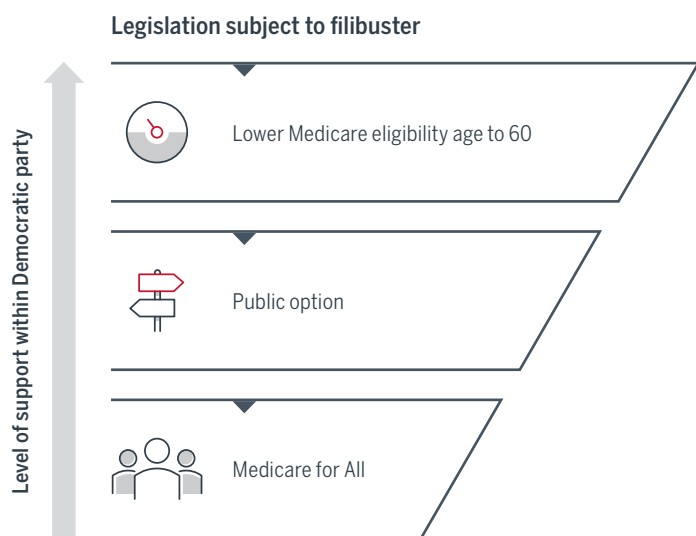 Legislation subject to filibuster
Level of support within Democratic party
Lower Medicare eligibility age to 60
Public option
Medicare for All